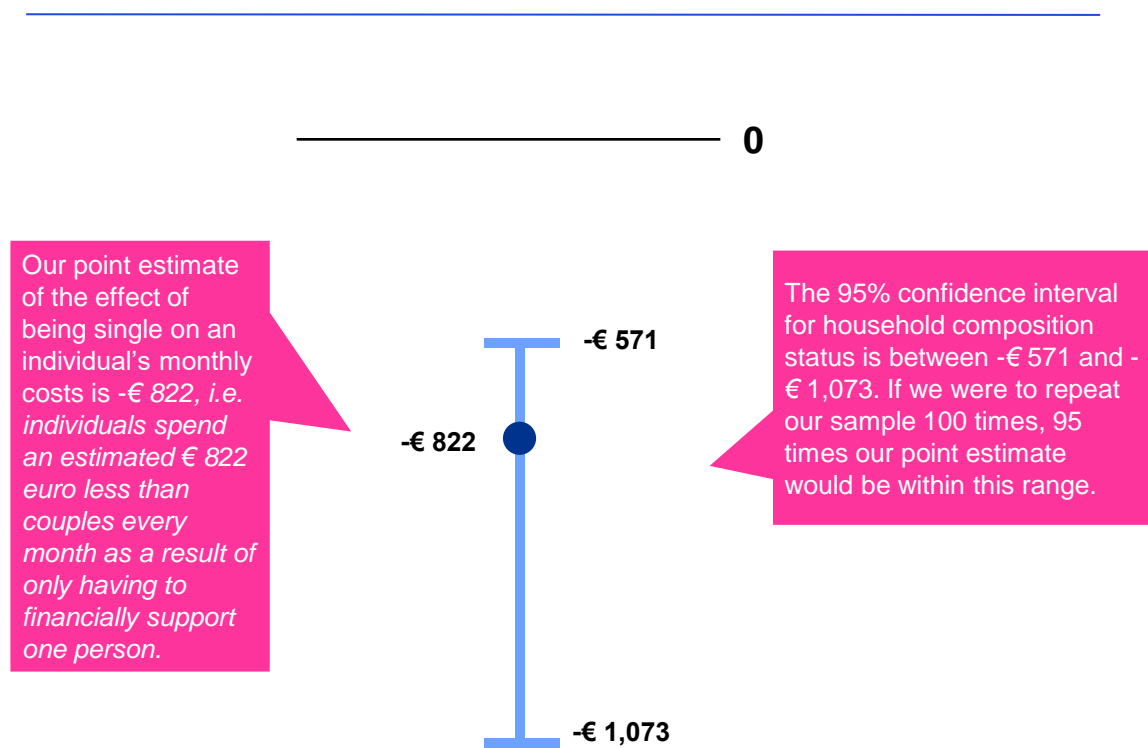 0
Our point estimate
of the effect of
being single on an
individual's monthly
costs is -€ 822, i.e.
individuals spend
an estimated € 822
euro less than
couples every
month as a result of
only having to
financially support
one person.
-€ 571
-€ 822
-€ 1,073
The 95% confidence interval
for household composition
status is between -€ 571 and -
€ 1,073. If we were to repeat
our sample 100 times, 95
times our point estimate
would be within this range.